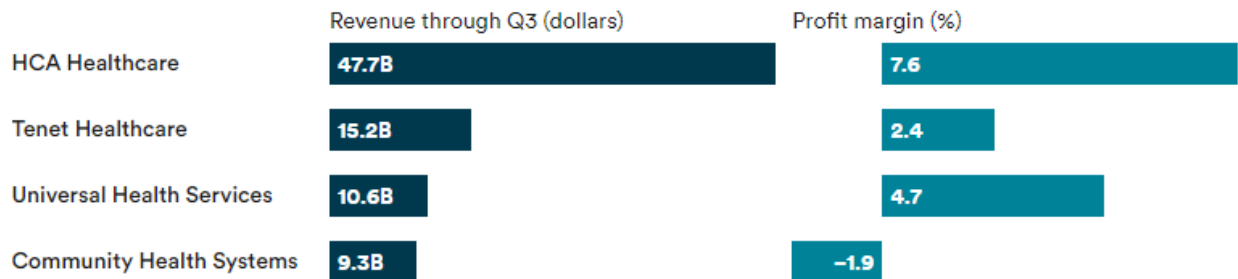 Revenue through Q3 (dollars) Profit margin (%)
HCA Healthcare 47.7B 7.6
Tenet Healthcare 15.2B 2.4
Universal Health Services 10.6B 4.7
Community Health Systems 9.3B –1.9